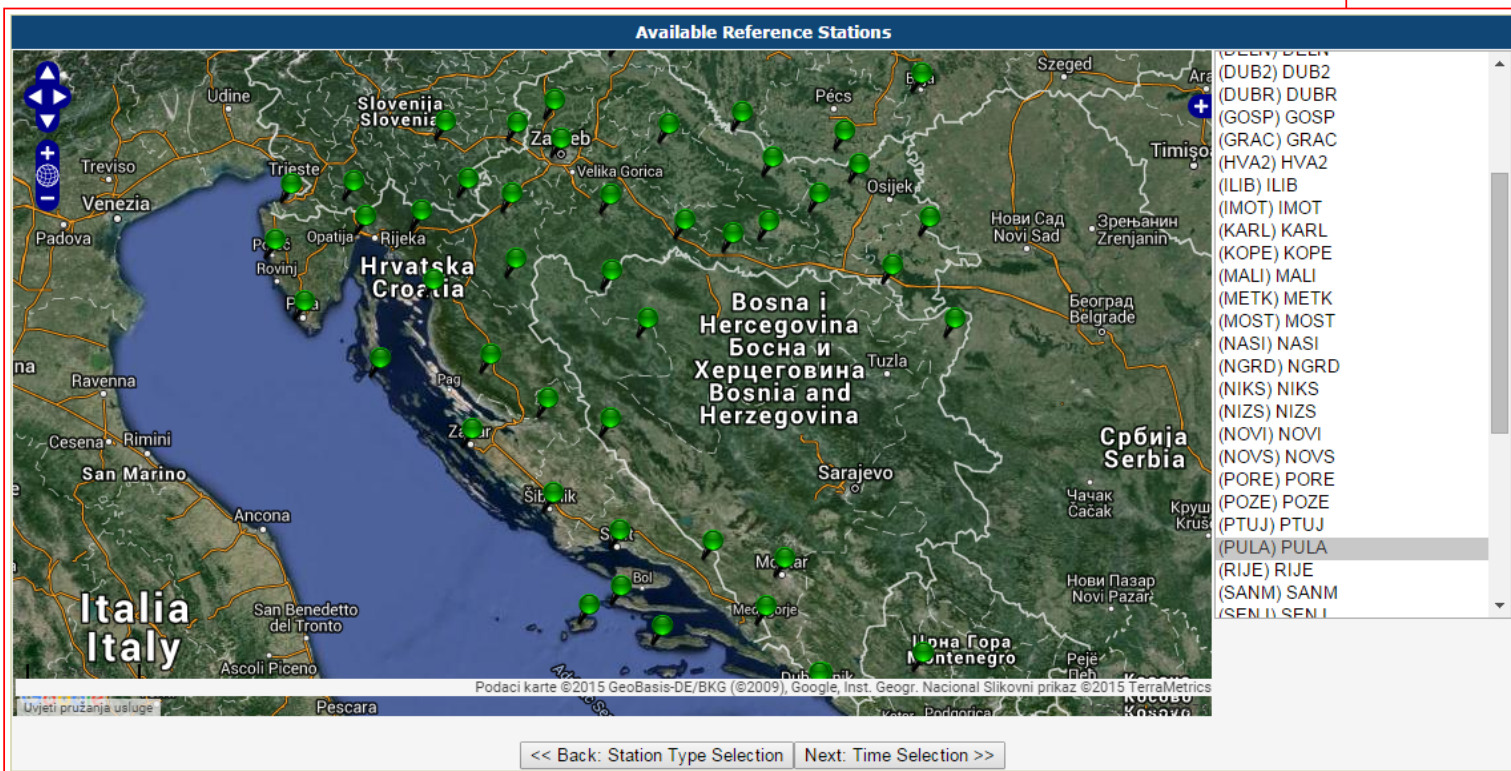 Available Reference Stations
Udine
Slovenija
Slovenia
Pécs
Szeged
Treviso
Trieste
Velika Gorica
Osijek
Venezia
Padova
Opatija
Rijeka
Нови Сад
Novi Sad
Зрењанин
Zrenjanin
Rovinj
Hrvatska
Croatia
Bosna i
Hercegovina
Босна и
Херцеговина
Bosnia and
Herzegovina
Београд
Belgrade
Tuzla
na
Ravenna
Pag
Cesena
Rimini
San Marino
Србија
Serbia
Sarajevo
Чачак
Čačak
Ancona
Bol
Нови Пазар
Novi Pazar
Italia
Italy
San Benedetto
del Tronto
Црна Гора
Montenegro
Pejë
Ascoli Piceno
Podaci karte ©2015 GeoBasis-DE/BKG (©2009), Google, Inst. Geogr. Nacional Slikovni prikaz ©2015 TerraMetrics
Uvjeti pružanja usluge
Pescara
Podgorica
(DUB2) DUB2
(DUBR) DUBR
(GOSP) GOSP
(GRAC) GRAC
(HVA2) HVA2
(ILIB) ILIB
(IMOT) IMOT
(KARL) KARL
(KOPE) KOPE
(MALI) MALI
(METK) METK
(MOST) MOST
(NASI) NASI
(NGRD) NGRD
(NIKS) NIKS
(NIZS) NIZS
(NOVI) NOVI
(NOVS) NOVS
(PORE) PORE
(POZE) POZE
(PTUJ) PTUJ
(PULA) PULA
(RIJE) RIJE
(SANM) SANM
(SENJ) SENJ
<< Back: Station Type Selection
Next: Time Selection >>